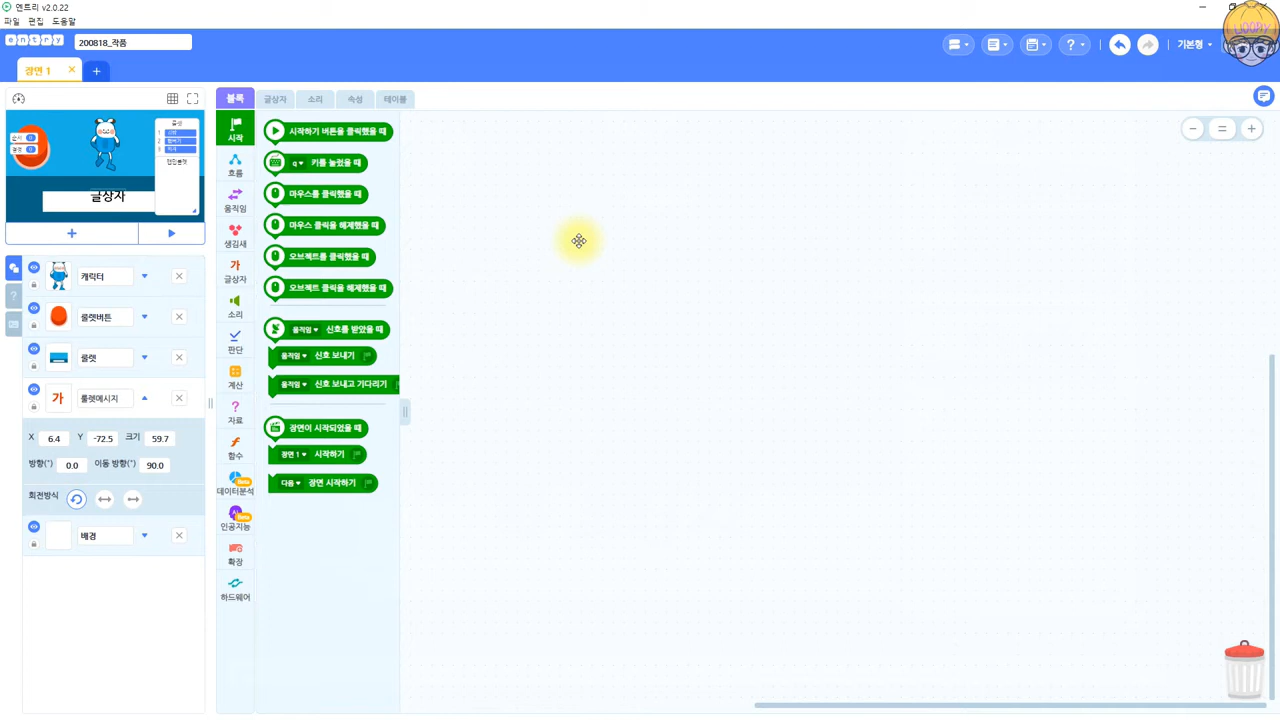 엔트리 v2.0.22
파일 편집 도움말
entry 200818_작품
기본형
장면 1
블록 글상자 소리 속성 테이블
글상자
시작
흐름
움직임
생김새
글상자
소리
판단
계산
자료
함수
데이터분석
Beta
인공지능
Beta
확장
하드웨어
시작하기 버튼을 클릭했을 때
q 키를 눌렀을 때
마우스를 클릭했을 때
마우스 클릭을 해제했을 때
오브젝트를 클릭했을 때
오브젝트 클릭을 해제했을 때
움직임 신호를 받았을 때
움직임 신호 보내기
움직임 신호 보내고 기다리기
장면이 시작되었을 때
장면 1 시작하기
다음 장면 시작하기
캐릭터
룰렛버튼
룰렛
룰렛메시지
X 6.4 Y -72.5 크기 59.7
방향(°) 0.0 이동 방향(°) 90.0
회전방식
배경